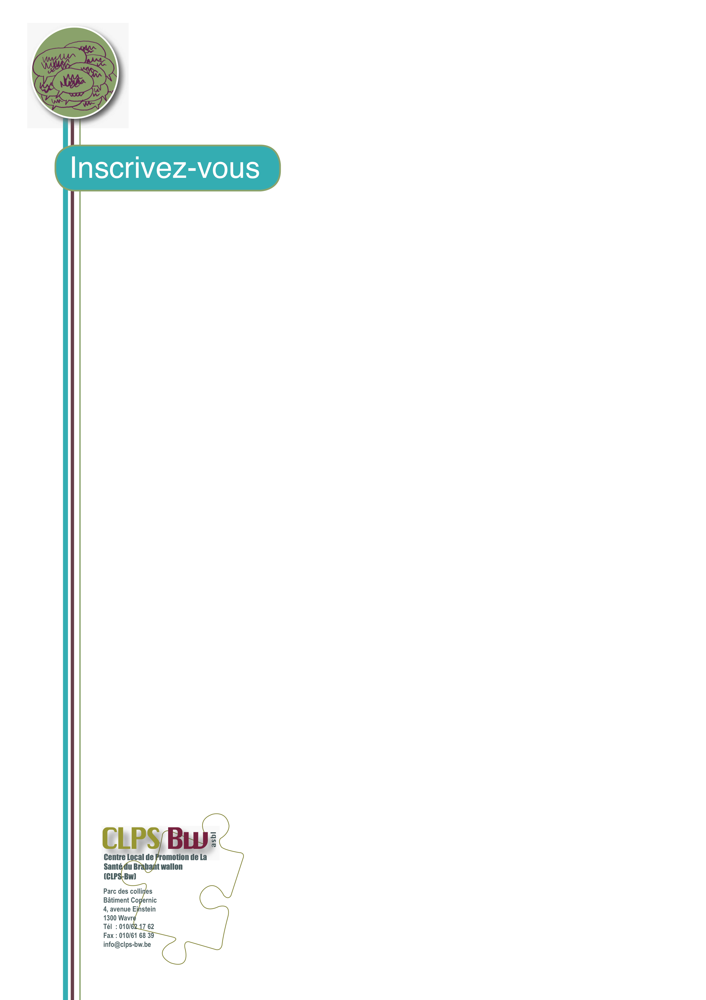 Inscrivez-vous
CLPS Bw asbl
Centre Local de Promotion de La
Santé du Brabant wallon
(CLPS-Bw)
Parc des collines
Bâtiment Copernic
4, avenue Einstein
1300 Wavre
Tél : 010/62 17 62
Fax : 010/61 68 39
info@clps-bw.be